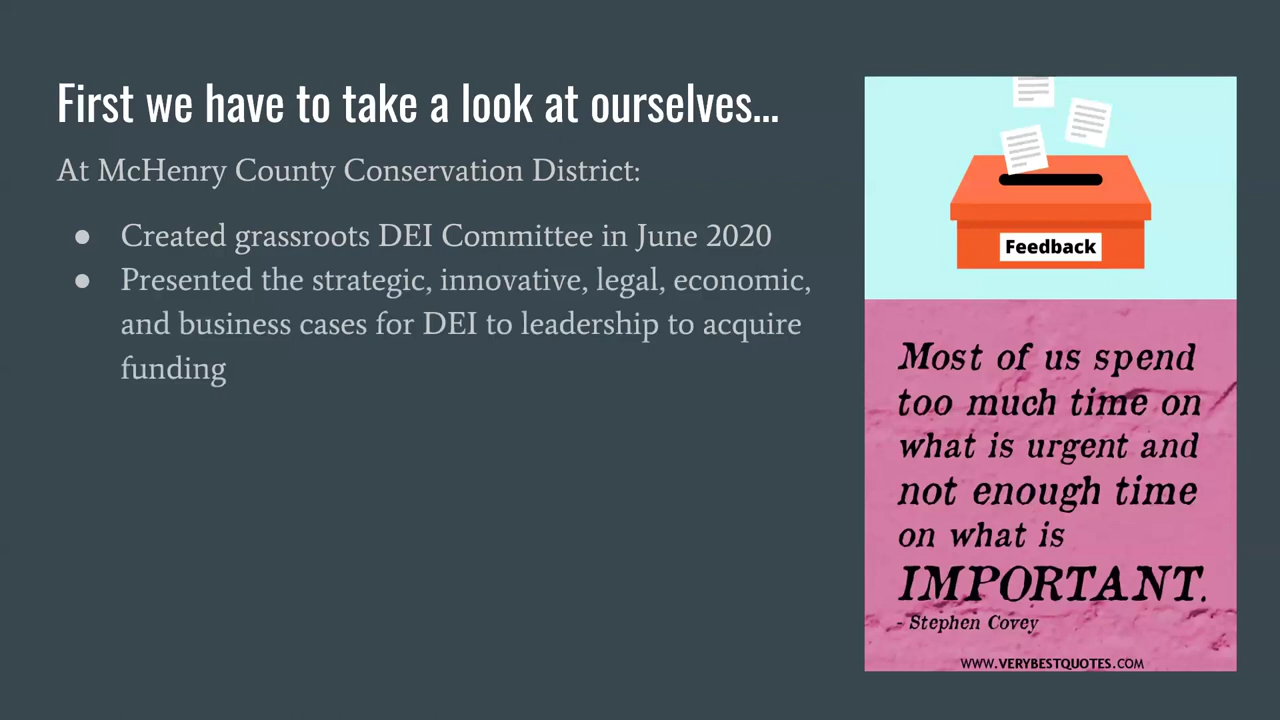 First we have to take a look at ourselves...
At McHenry County Conservation District:
● Created grassroots DEI Committee in June 2020
● Presented the strategic, innovative, legal, economic,
and business cases for DEI to leadership to acquire
funding
Feedback
Most of us spend
too much time on
what is urgent and
not enough time
on what is
IMPORTANT.
- Stephen Covey
WWW.VERYBESTQUOTES.COM